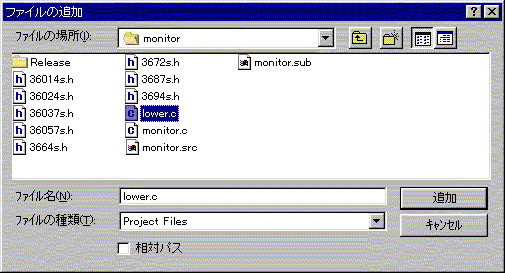 ファイルの追加
ファイルの場所(I):
monitor
Release
36014s.h
36024s.h
36037s.h
36057s.h
3664s.h
3672s.h
3687s.h
3694s.h
lower.c
monitor.c
monitor.src
monitor.sub
ファイル名(N):
lower.c
追加
ファイルの種類(T):
Project Files
キャンセル
相対パス